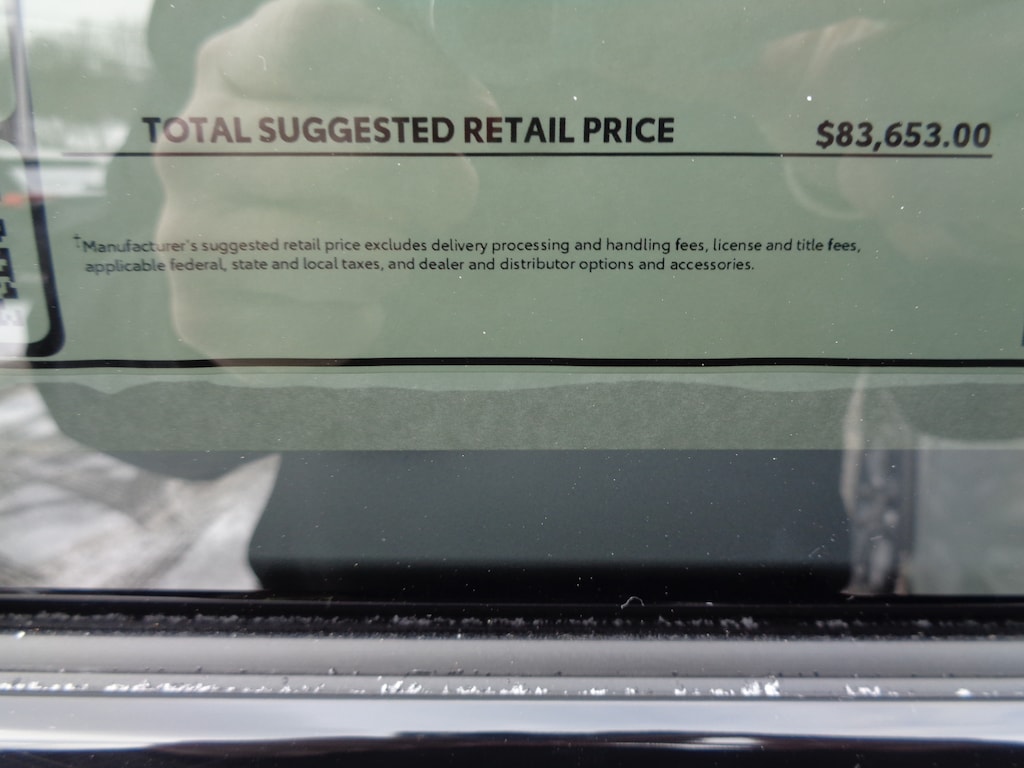 TOTAL SUGGESTED RETAIL PRICE $83,653.00
‡Manufacturer's suggested retail price excludes delivery processing and handling fees, license and title fees,
applicable federal, state and local taxes, and dealer and distributor options and accessories.